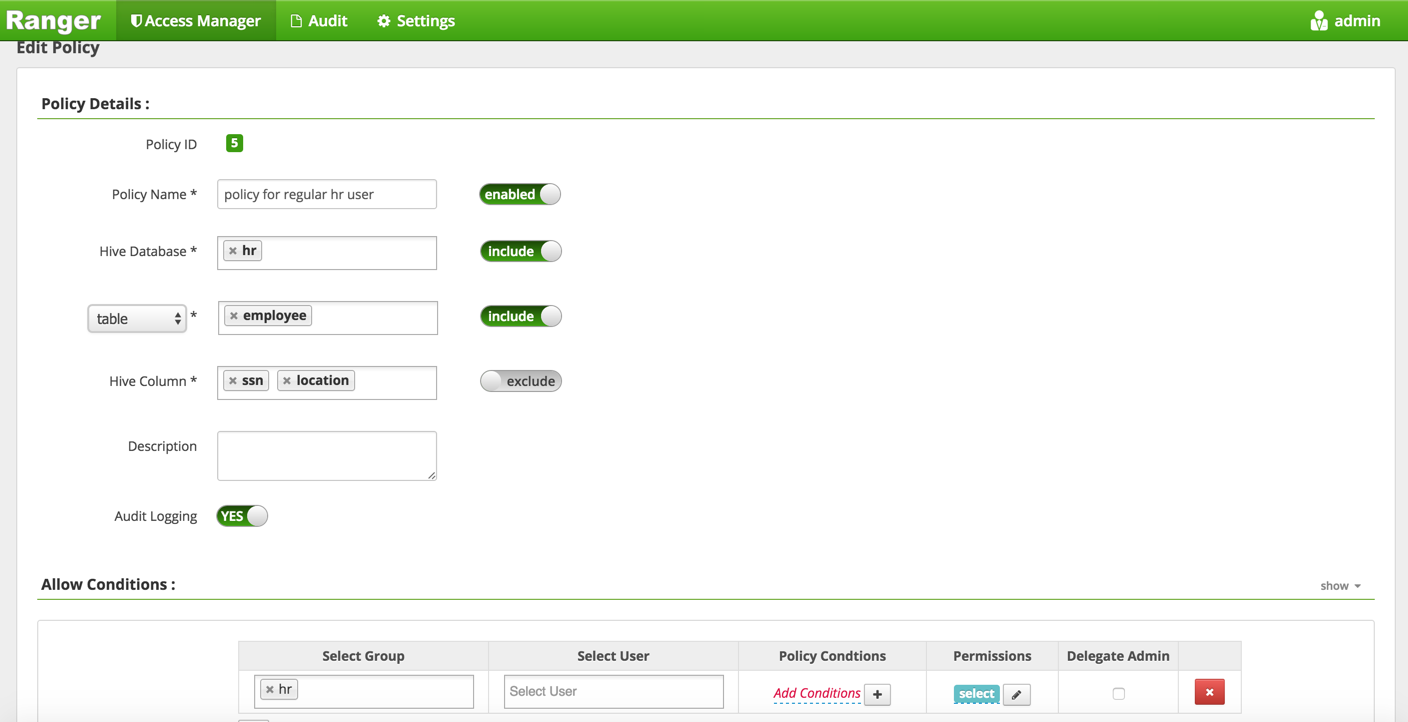 Ranger Access Manager Audit Settings admin
Edit Policy
Policy Details :
Policy ID 5
Policy Name * policy for regular hr user enabled
Hive Database * × hr include
table * × employee include
Hive Column * × ssn × location exclude
Description
Audit Logging YES
Allow Conditions : show
Select Group Select User Policy Condtions Permissions Delegate Admin
× hr Select User Add Conditions + select ×